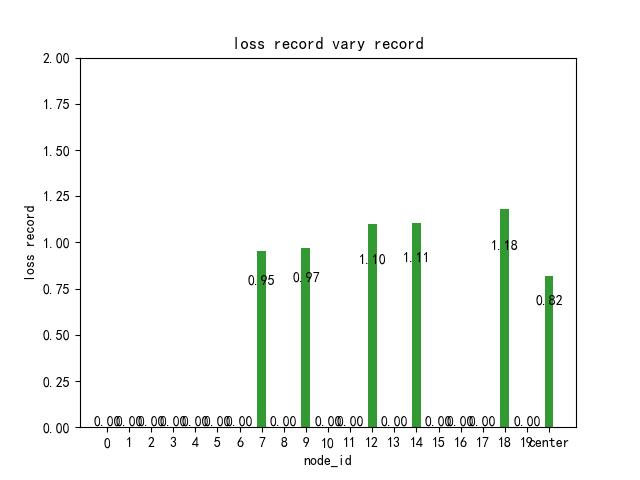 loss record vary record
2.00
1.75
1.50
1.25
1.00
0.75
0.50
0.25
0.00
loss record
0.00 0.00 0.00 0.00 0.00 0.00 0.00 0.95 0.00 0.97 0.00 0.00 1.10 0.00 1.11 0.00 0.00 0.00 1.18 0.00 0.82
0 1 2 3 4 5 6 7 8 9 10 11 12 13 14 15 16 17 18 19 center
node_id